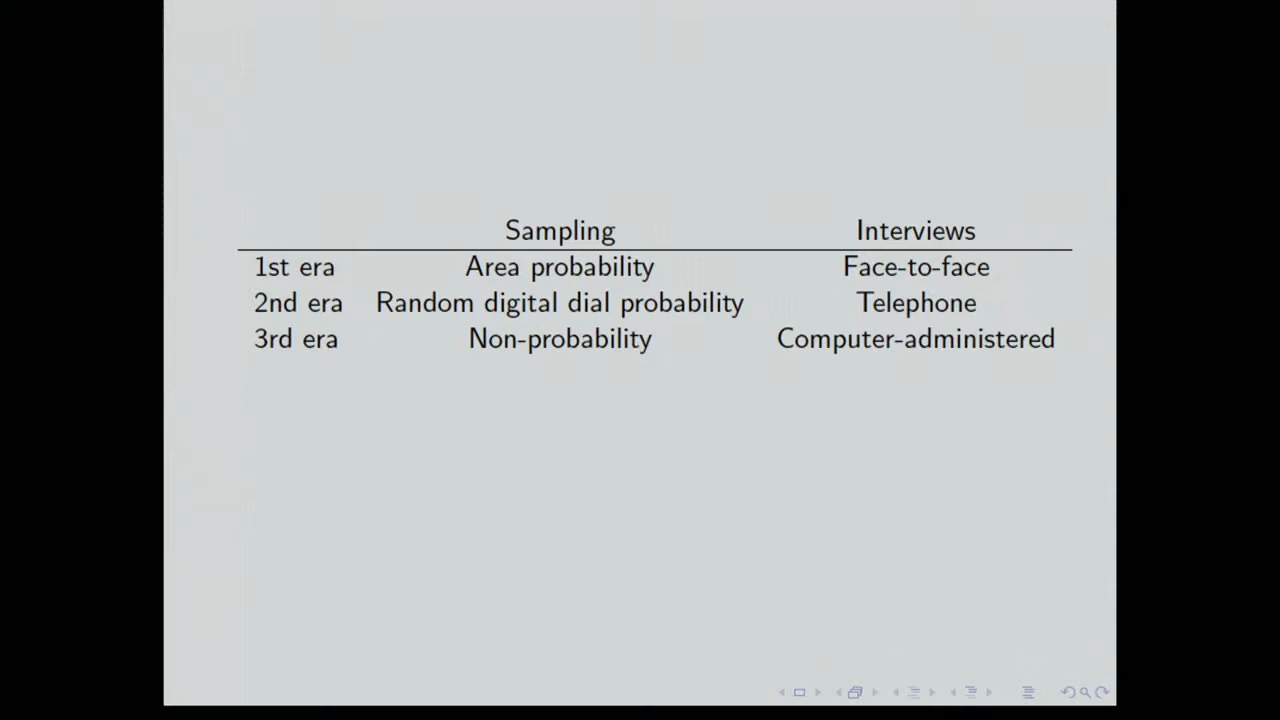 Sampling Interviews
1st era Area probability Face-to-face
2nd era Random digital dial probability Telephone
3rd era Non-probability Computer-administered